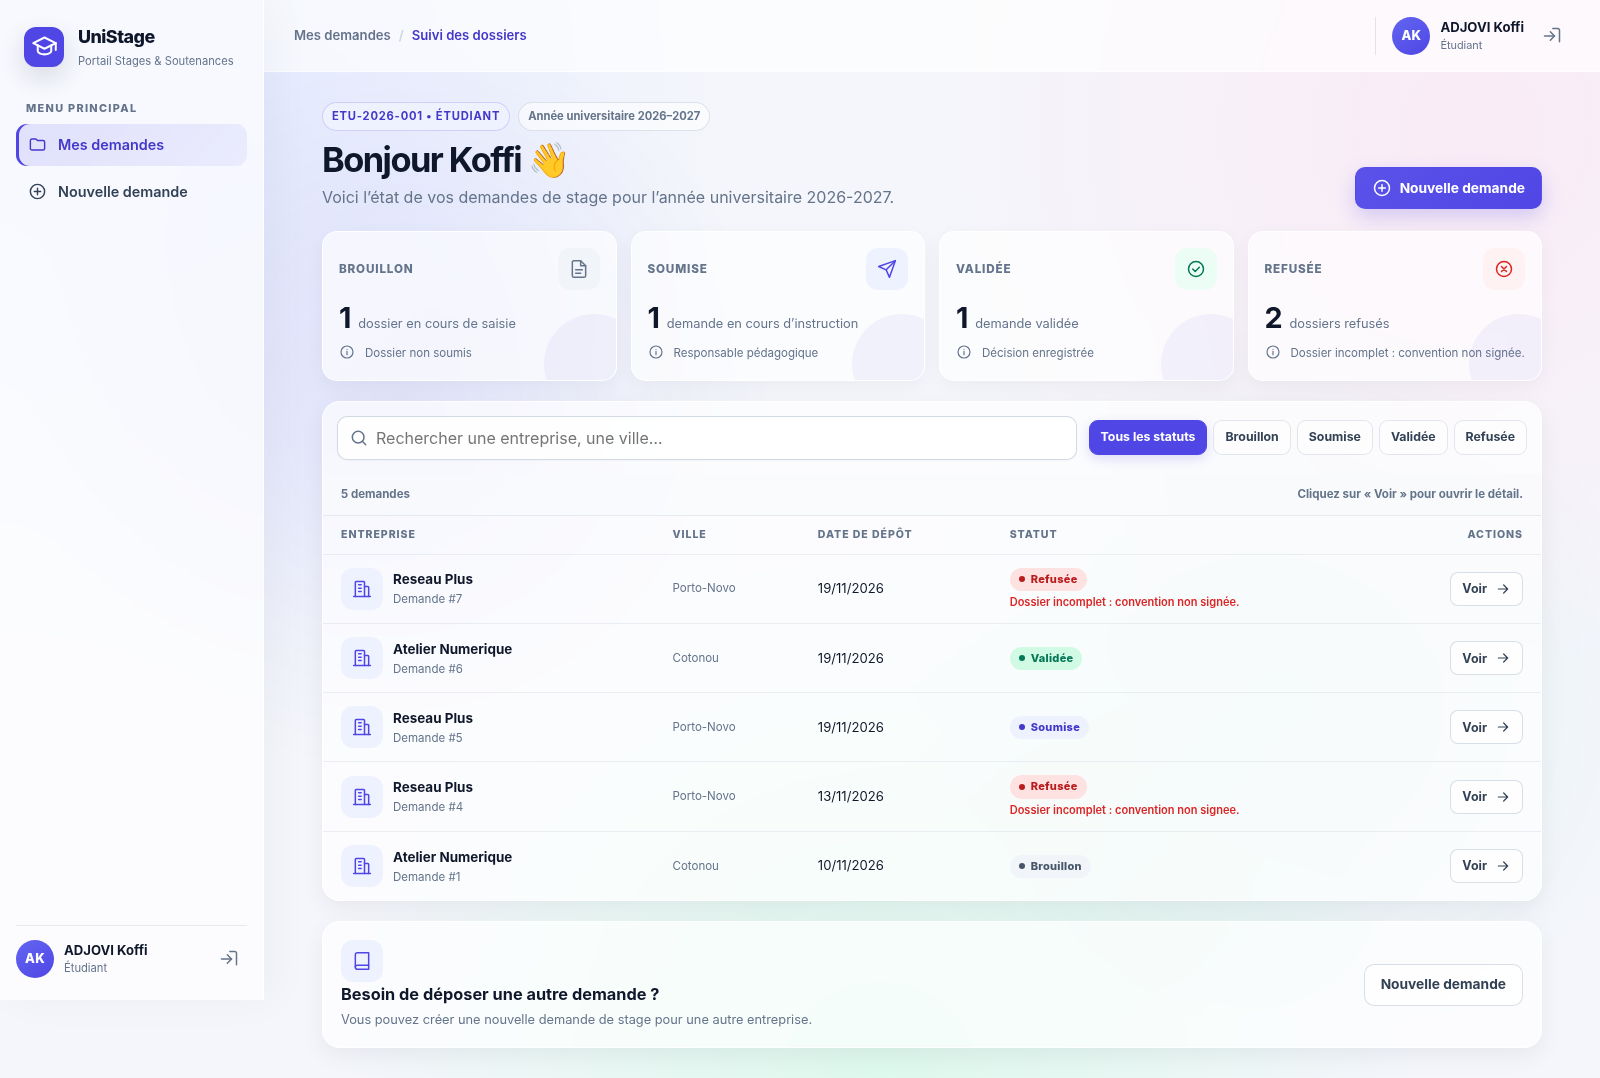 UniStage
Portail Stages & Soutenances
MENU PRINCIPAL
Mes demandes
Nouvelle demande
Mes demandes / Suivi des dossiers
AK
ADJOVI Koffi
Étudiant
ETU-2026-001 • ÉTUDIANT
Année universitaire 2026–2027
Bonjour Koffi 👋
Voici l’état de vos demandes de stage pour l’année universitaire 2026-2027.
Nouvelle demande
BROUILLON
1 dossier en cours de saisie
Dossier non soumis
SOUMISE
1 demande en cours d’instruction
Responsable pédagogique
VALIDÉE
1 demande validée
Décision enregistrée
REFUSÉE
2 dossiers refusés
Dossier incomplet : convention non signée.
Rechercher une entreprise, une ville...
Tous les statuts
Brouillon
Soumise
Validée
Refusée
5 demandes
Cliquez sur « Voir » pour ouvrir le détail.
ENTREPRISE VILLE DATE DE DÉPÔT STATUT ACTIONS
Reseau Plus
Demande #7
Porto-Novo
19/11/2026
Refusée
Dossier incomplet : convention non signée.
Voir
Atelier Numerique
Demande #6
Cotonou
19/11/2026
Validée
Voir
Reseau Plus
Demande #5
Porto-Novo
19/11/2026
Soumise
Voir
Reseau Plus
Demande #4
Porto-Novo
13/11/2026
Refusée
Dossier incomplet : convention non signee.
Voir
Atelier Numerique
Demande #1
Cotonou
10/11/2026
Brouillon
Voir
Besoin de déposer une autre demande ?
Vous pouvez créer une nouvelle demande de stage pour une autre entreprise.
Nouvelle demande
AK
ADJOVI Koffi
Étudiant